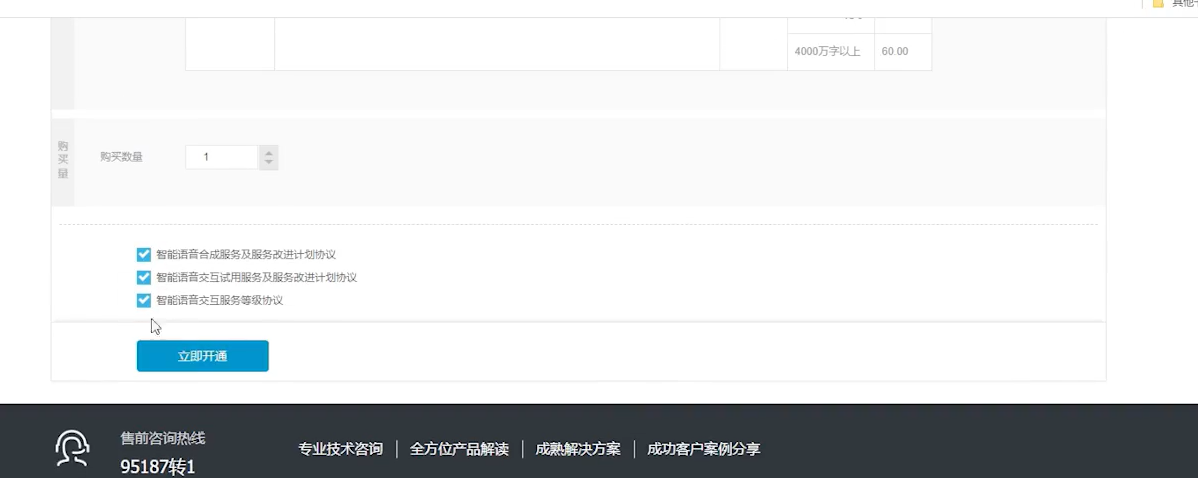 4000万字以上 60.00
购买量
购买数量 1
智能语音合成服务及服务改进计划协议
智能语音交互试用服务及服务改进计划协议
智能语音交互服务等级协议
立即开通
售前咨询热线
95187转1
专业技术咨询 全方位产品解读 成熟解决方案 成功客户案例分享